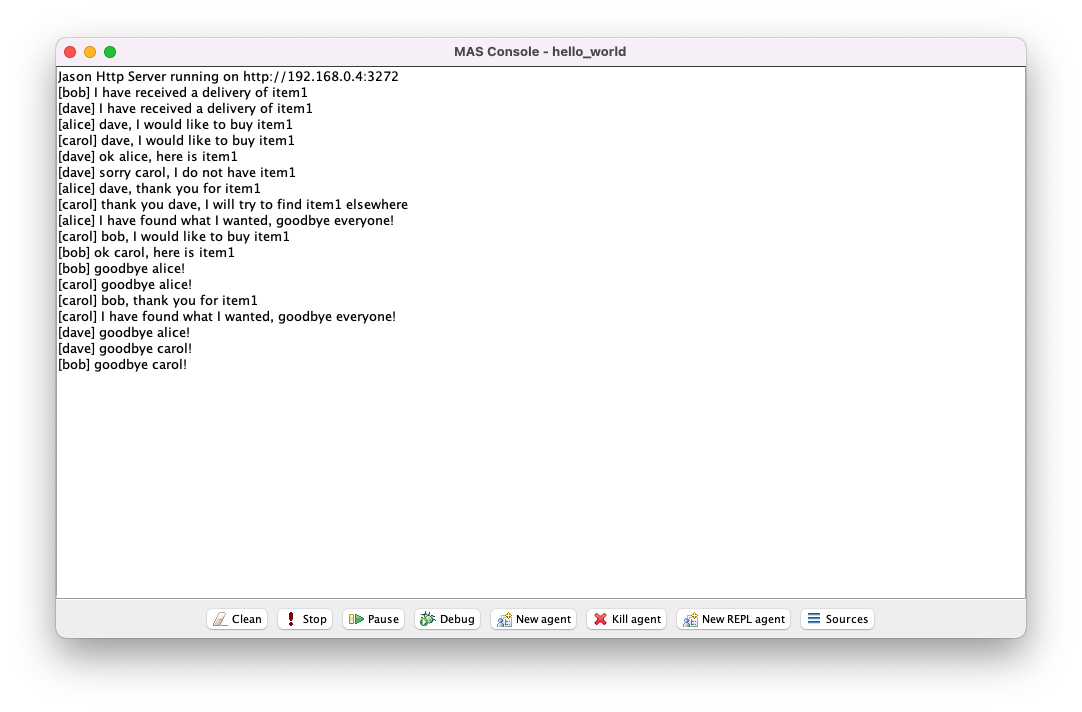 MAS Console - hello_world
Jason Http Server running on http://192.168.0.4:3272
[bob] I have received a delivery of item1
[dave] I have received a delivery of item1
[alice] dave, I would like to buy item1
[carol] dave, I would like to buy item1
[dave] ok alice, here is item1
[dave] sorry carol, I do not have item1
[alice] dave, thank you for item1
[carol] thank you dave, I will try to find item1 elsewhere
[alice] I have found what I wanted, goodbye everyone!
[carol] bob, I would like to buy item1
[bob] ok carol, here is item1
[bob] goodbye alice!
[carol] goodbye alice!
[carol] bob, thank you for item1
[carol] I have found what I wanted, goodbye everyone!
[dave] goodbye alice!
[dave] goodbye carol!
[bob] goodbye carol!
Clean Stop Pause Debug New agent Kill agent New REPL agent Sources